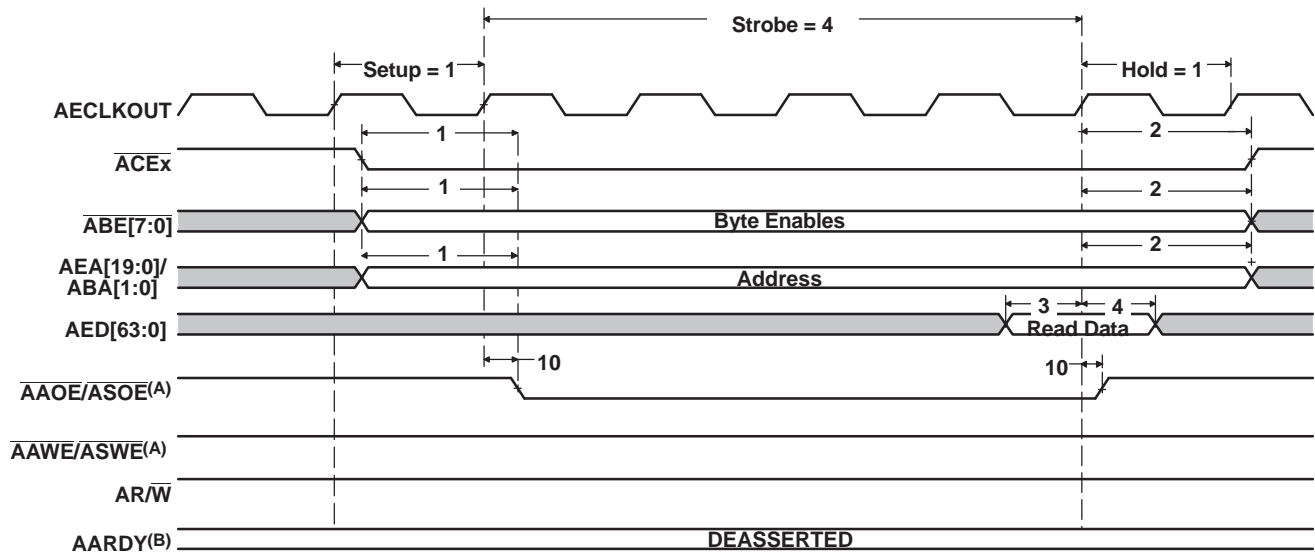 Strobe = 4
Setup = 1
Hold = 1
AECLKOUT
1
2
ACEx
1
2
ABE[7:0]
Byte Enables
1
2
AEA[19:0]/
ABA[1:0]
Address
3
4
AED[63:0]
Read Data
10
10
AAOE/ASOE(A)
AAWE/ASWE(A)
AR/W
AARDY(B)
DEASSERTED